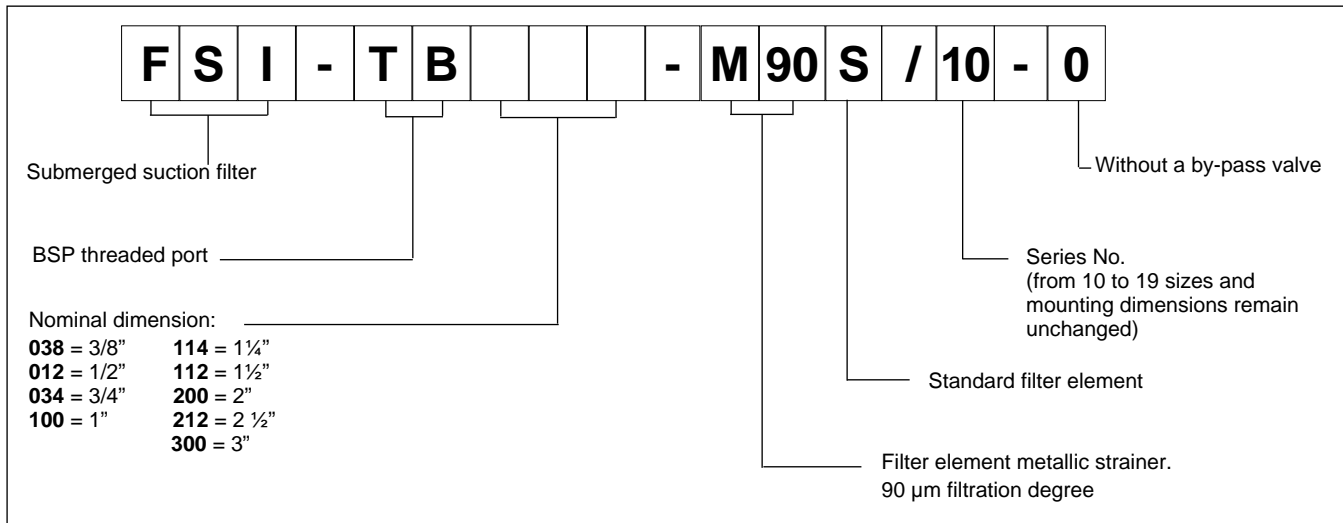 FSI - TB - M 90 S / 10 - 0
Submerged suction filter
Without a by-pass valve
BSP threaded port
Series No.
(from 10 to 19 sizes and
mounting dimensions remain
unchanged)
Nominal dimension:
038 = 3/8” 114 = 1¼”
012 = 1/2” 112 = 1½”
034 = 3/4” 200 = 2”
100 = 1” 212 = 2 ½”
300 = 3”
Standard filter element
Filter element metallic strainer.
90 µm filtration degree